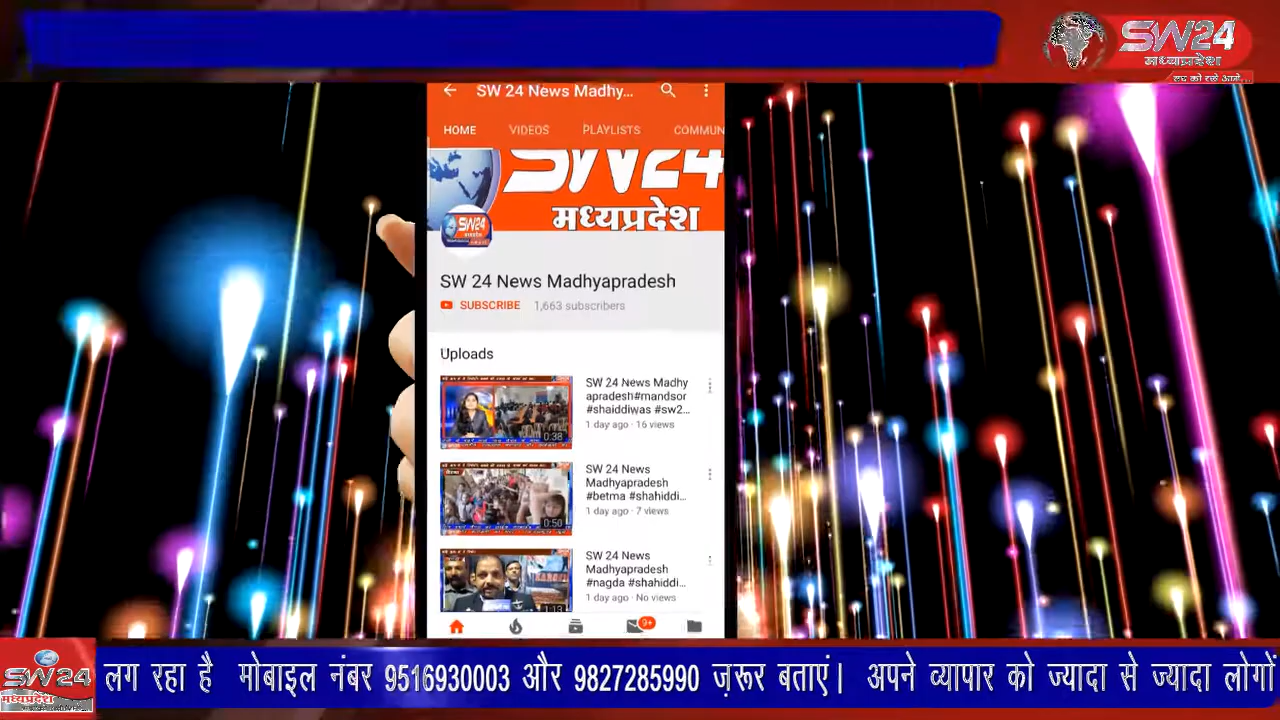 SW24
मध्यप्रदेश
SW 24 News Madhy...
HOME VIDEOS PLAYLISTS COMMUN
SW24
मध्यप्रदेश
SW24
SW 24 News Madhyapradesh
SUBSCRIBE 1,663 subscribers
Uploads
SW 24 News Madhy
apradesh#mandsor
#shaiddiwas #sw2...
1 day ago · 16 views
0:38
SW 24 News
Madhyapradesh
#betma #shahiddi...
1 day ago · 7 views
0:50
SW 24 News
Madhyapradesh
#nagda #shahiddi...
1 day ago · No views
1:13
9+
SW24
मध्यप्रदेश
लग रहा है मोबाइल नंबर 9516930003 और 9827285990 ज़रूर बताएं। अपने व्यापार को ज्यादा से ज्यादा लोगों